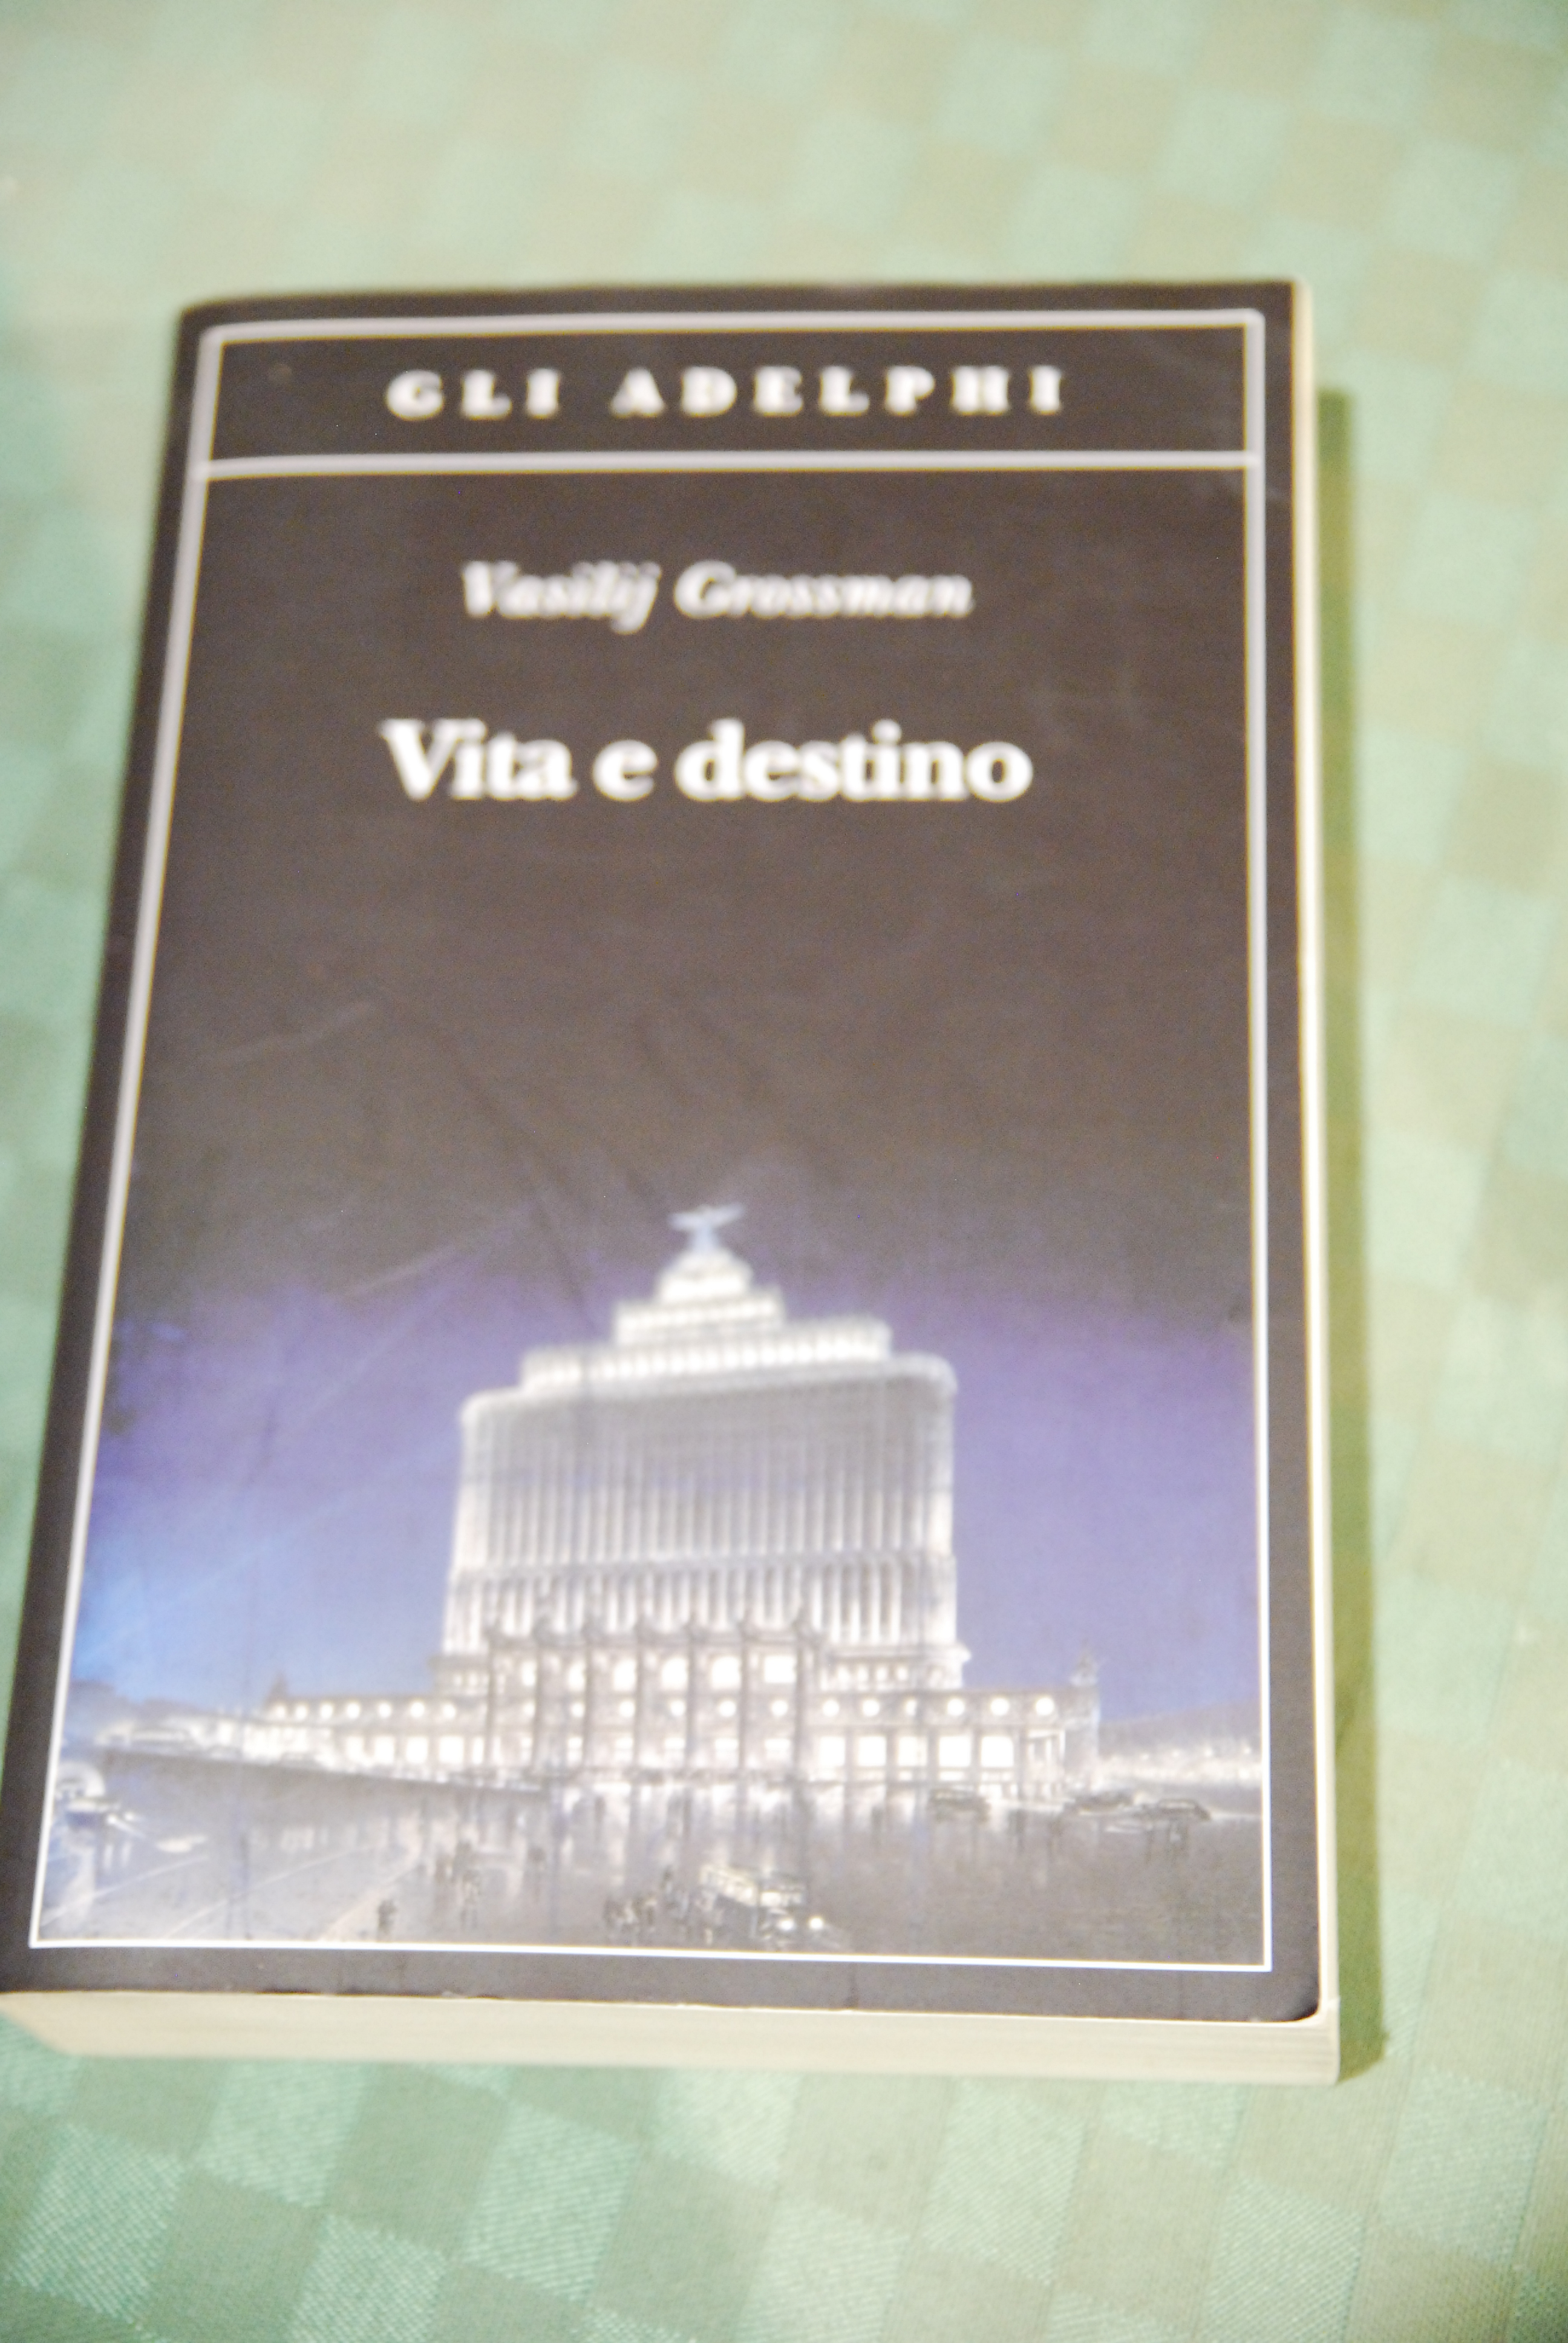 GLI ADELPHI
Vasilij Grossman
Vita e destino